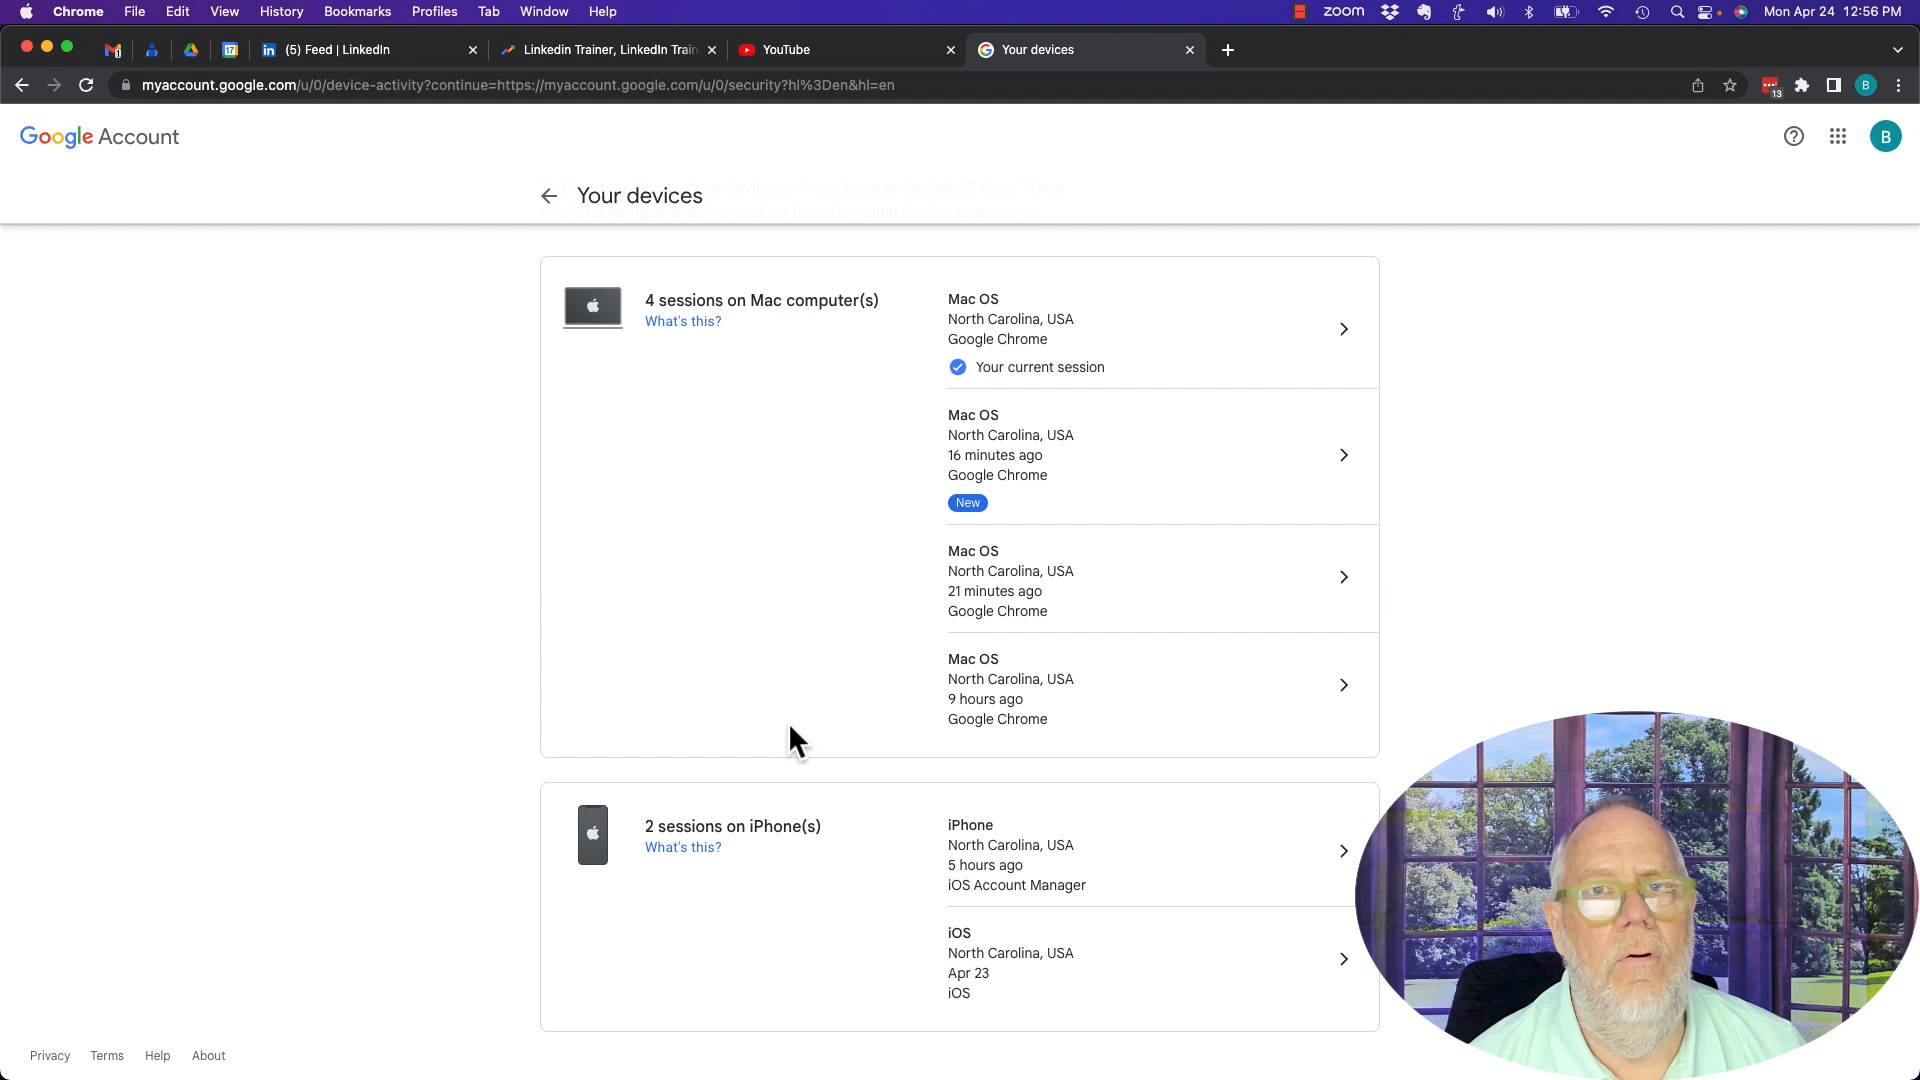 Chrome File Edit View History Bookmarks Profiles Tab Window Help zoom Mon Apr 24 12:56 PM
1 17 in (5) Feed | LinkedIn Linkedin Trainer, LinkedIn Train YouTube Your devices
myaccount.google.com/u/0/device-activity?continue=https://myaccount.google.com/u/0/security?hl%3Den&hl=en 13 B
Google Account B
Your devices
4 sessions on Mac computer(s)
What's this?
Mac OS
North Carolina, USA
Google Chrome
Your current session
Mac OS
North Carolina, USA
16 minutes ago
Google Chrome
New
Mac OS
North Carolina, USA
21 minutes ago
Google Chrome
Mac OS
North Carolina, USA
9 hours ago
Google Chrome
2 sessions on iPhone(s)
What's this?
iPhone
North Carolina, USA
5 hours ago
iOS Account Manager
iOS
North Carolina, USA
Apr 23
iOS
Privacy Terms Help About